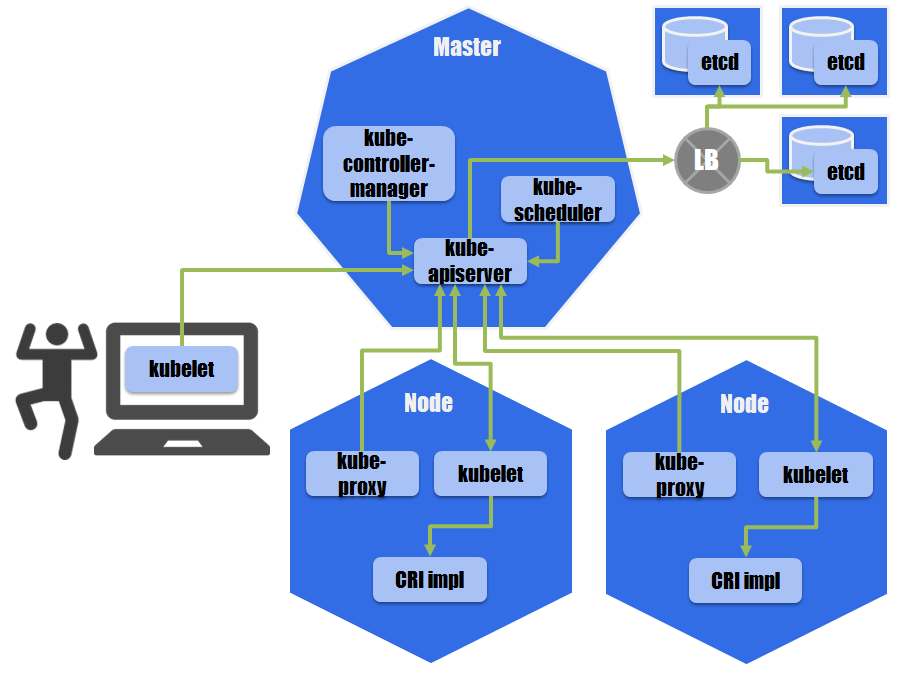 Master
etcd
etcd
kube-
controller-
manager
LB
etcd
kube-
scheduler
kube-
apiserver
kubelet
Node
Node
kube-
proxy
kubelet
kube-
proxy
kubelet
CRI impl
CRI impl